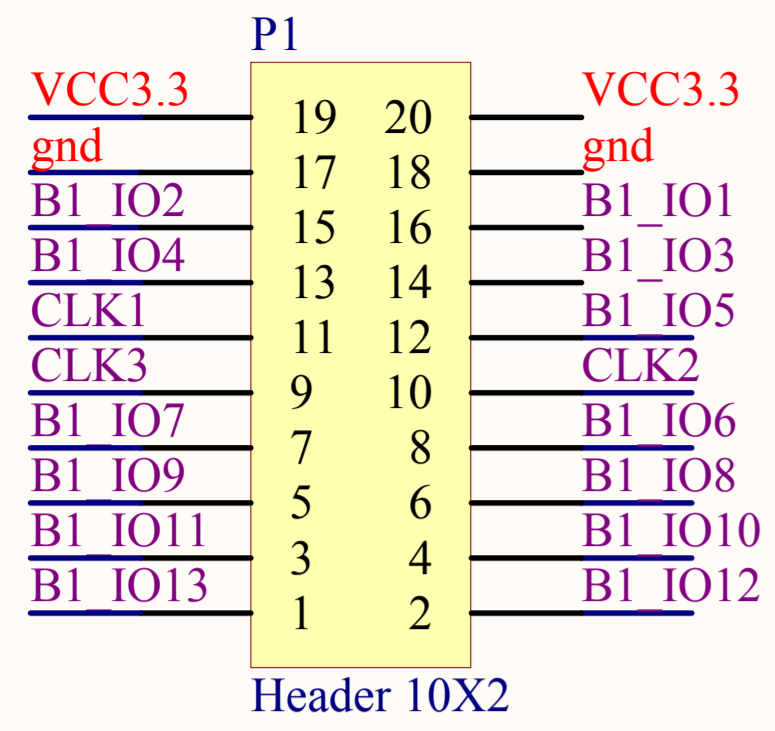 P1
VCC3.3 19 20 VCC3.3
gnd 17 18 gnd
B1_IO2 15 16 B1_IO1
B1_IO4 13 14 B1_IO3
CLK1 11 12 B1_IO5
CLK3 9 10 CLK2
B1_IO7 7 8 B1_IO6
B1_IO9 5 6 B1_IO8
B1_IO11 3 4 B1_IO10
B1_IO13 1 2 B1_IO12
Header 10X2